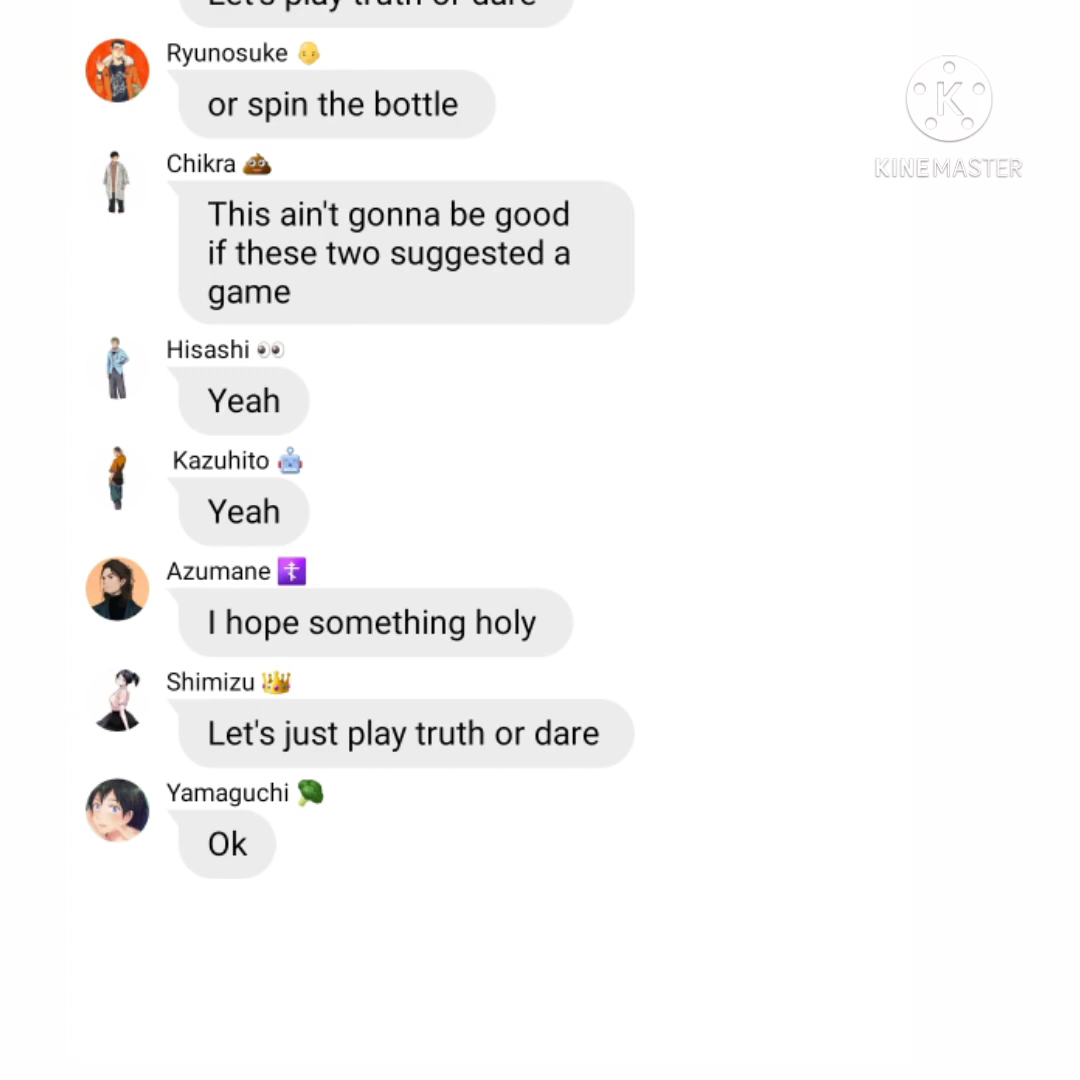 Let's play truth or dare
Ryunosuke 👴
or spin the bottle
Chikra 💩
This ain't gonna be good
if these two suggested a
game
Hisashi 👀
Yeah
Kazuhito 🤖
Yeah
Azumane ☦️
I hope something holy
Shimizu 👑
Let's just play truth or dare
Yamaguchi 🥦
Ok
K
KINEMASTER